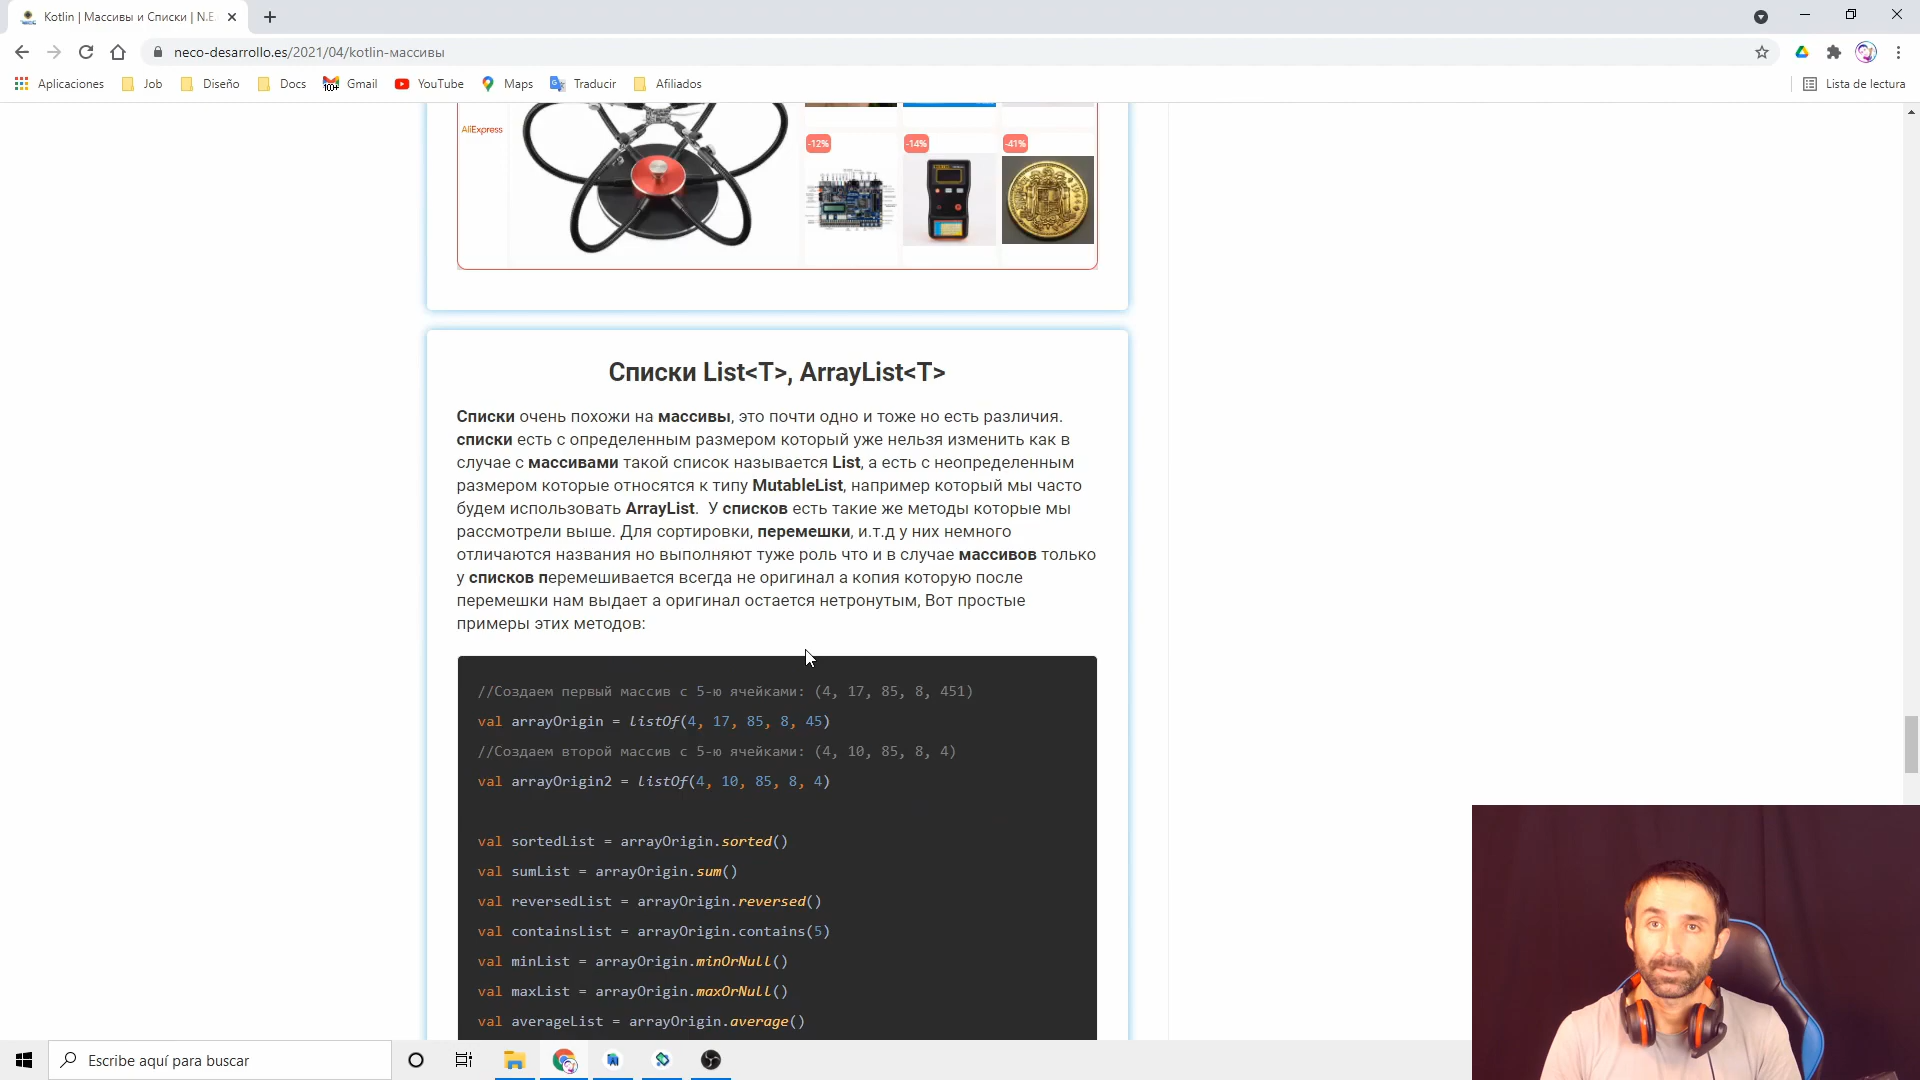 Kotlin | Массивы и Списки | N.E.
neco-desarrollo.es/2021/04/kotlin-массивы
Aplicaciones Job Diseño Docs Gmail YouTube Maps Traducir Afiliados Lista de lectura
AliExpress
-12% -14% -41%
Списки List<T>, ArrayList<T>
Списки очень похожи на массивы, это почти одно и тоже но есть различия.
списки есть с определенным размером который уже нельзя изменить как в
случае с массивами такой список называется List, а есть с неопределенным
размером которые относятся к типу MutableList, например который мы часто
будем использовать ArrayList. У списков есть такие же методы которые мы
рассмотрели выше. Для сортировки, перемешки, и.т.д у них немного
отличаются названия но выполняют туже роль что и в случае массивов только
у списков перемешивается всегда не оригинал а копия которую после
перемешки нам выдает а оригинал остается нетронутым, Вот простые
примеры этих методов:
//Создаем первый массив с 5-ю ячейками: (4, 17, 85, 8, 451)
val arrayOrigin = listOf(4, 17, 85, 8, 45)
//Создаем второй массив с 5-ю ячейками: (4, 10, 85, 8, 4)
val arrayOrigin2 = listOf(4, 10, 85, 8, 4)
val sortedList = arrayOrigin.sorted()
val sumList = arrayOrigin.sum()
val reversedList = arrayOrigin.reversed()
val containsList = arrayOrigin.contains(5)
val minList = arrayOrigin.minOrNull()
val maxList = arrayOrigin.maxOrNull()
val averageList = arrayOrigin.average()
Escribe aquí para buscar